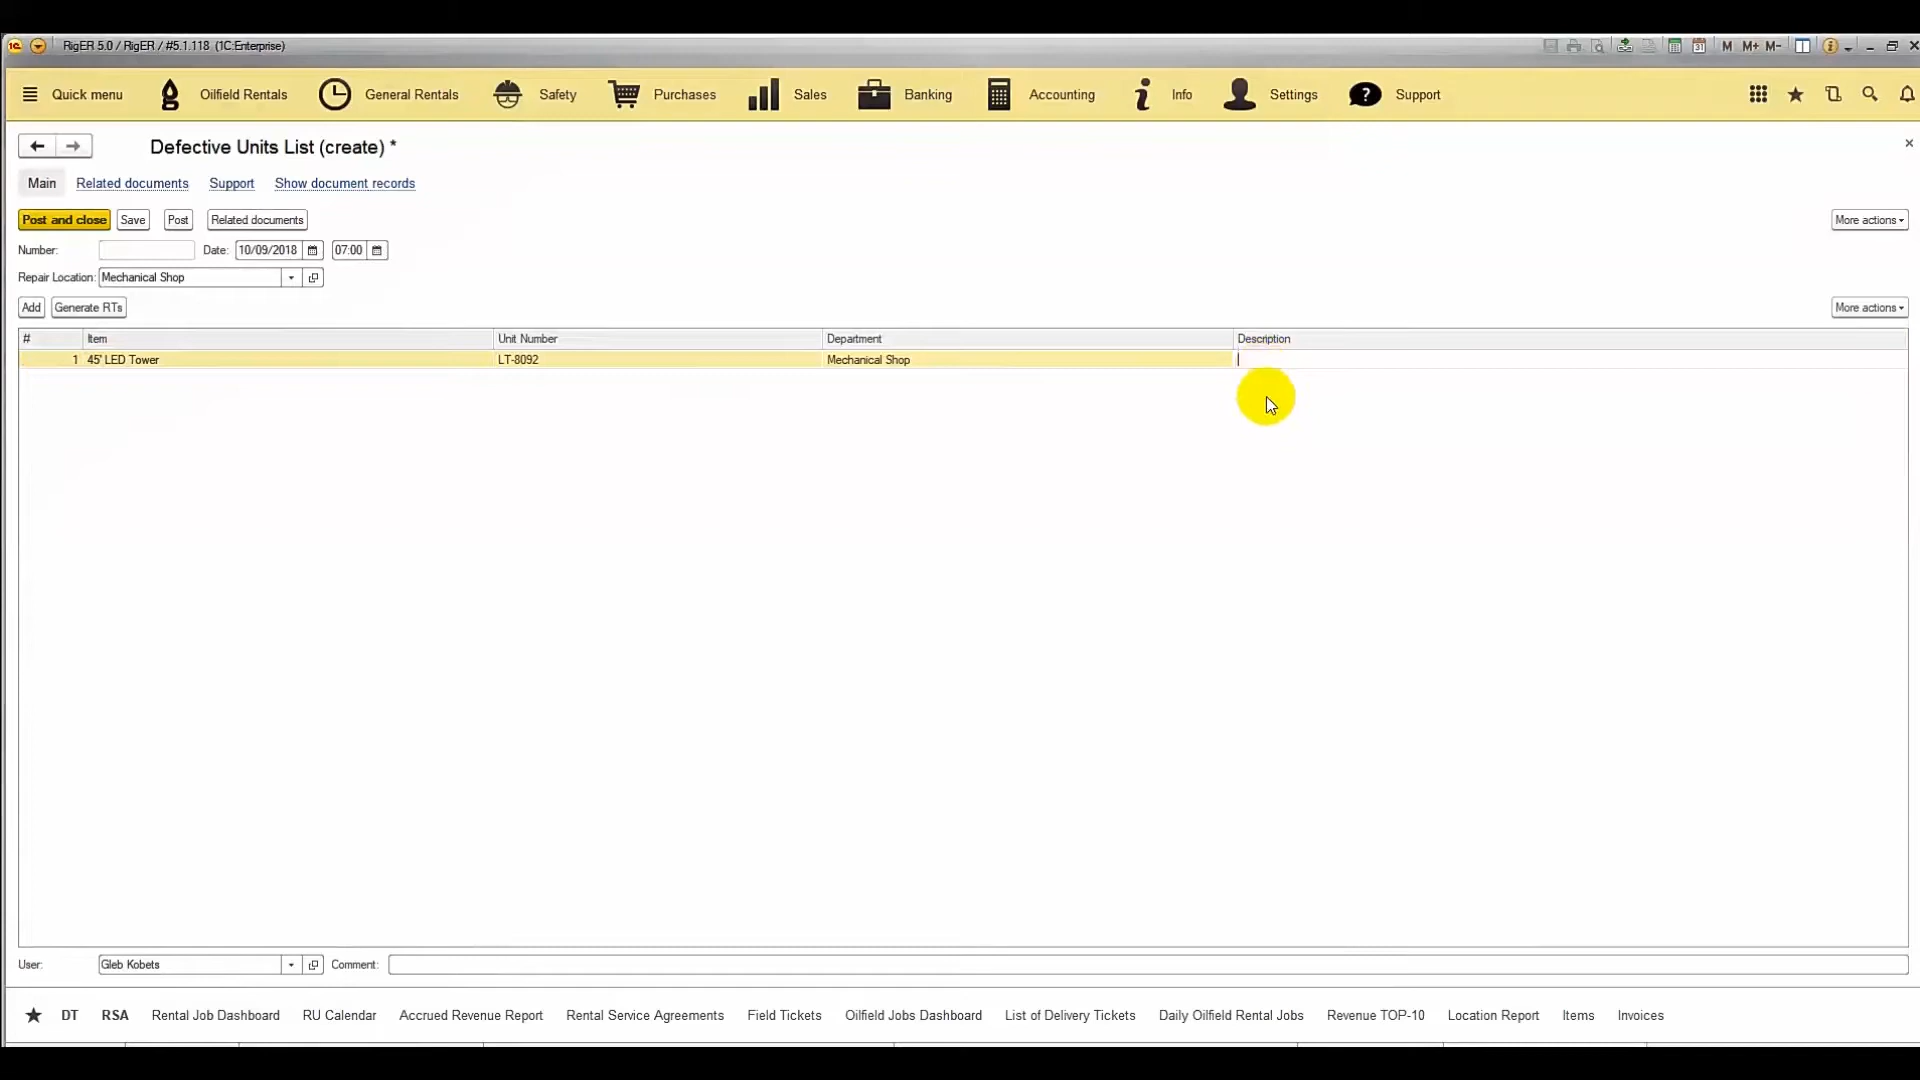 RigER 5.0 / RigER / #5.1.118 (1C:Enterprise)
M M+ M-
Quick menu Oilfield Rentals General Rentals Safety Purchases Sales Banking Accounting Info Settings Support
Defective Units List (create) *
Main Related documents Support Show document records
Post and close Save Post Related documents More actions
Number: Date: 10/09/2018 07:00
Repair Location: Mechanical Shop
Add Generate RTs More actions
# Item Unit Number Department Description
1 45' LED Tower LT-8092 Mechanical Shop
User: Gleb Kobets Comment:
DT RSA Rental Job Dashboard RU Calendar Accrued Revenue Report Rental Service Agreements Field Tickets Oilfield Jobs Dashboard List of Delivery Tickets Daily Oilfield Rental Jobs Revenue TOP-10 Location Report Items Invoices